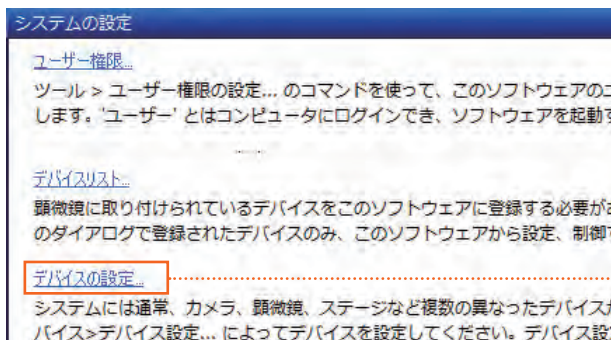 システムの設定
ユーザー権限...
ツール > ユーザー権限の設定... のコマンドを使って、このソフトウェアの
します。'ユーザー' とはコンピュータにログインでき、ソフトウェアを起動
デバイスリスト...
顕微鏡に取り付けられているデバイスをこのソフトウェアに登録する必要が
のダイアログで登録されたデバイスのみ、このソフトウェアから設定、制御
デバイスの設定...
システムには通常、カメラ、顕微鏡、ステージなど複数の異なったデバイス
バイス>デバイス設定... によってデバイスを設定してください。デバイス設